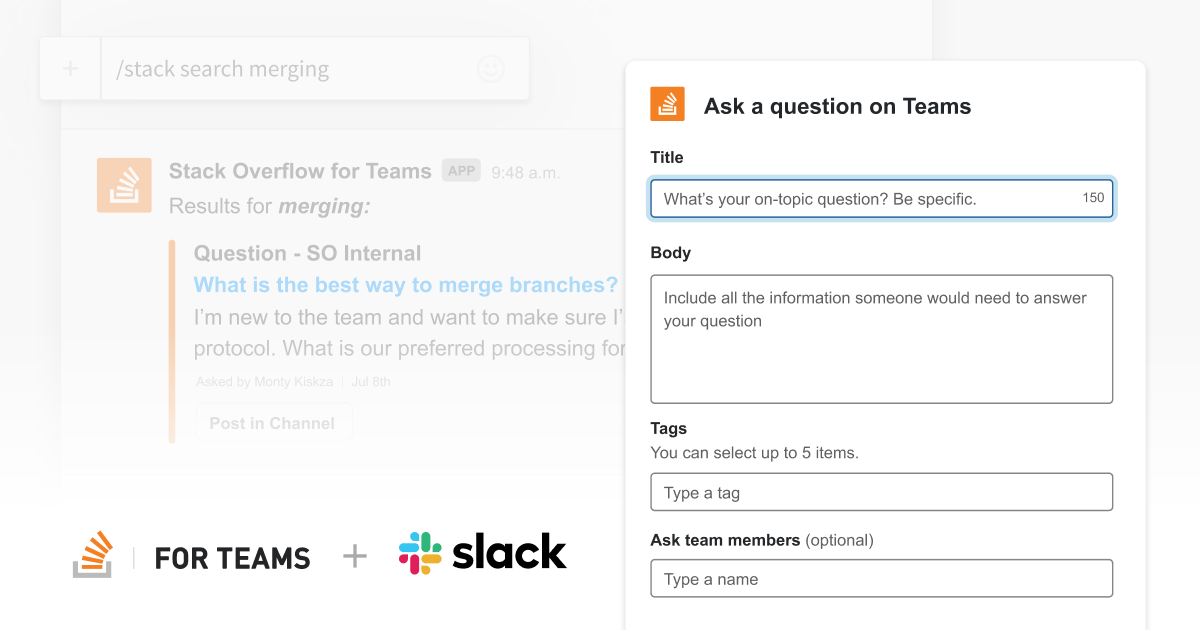 /stack search merging
Stack Overflow for Teams APP 9:48 a.m.
Results for merging:
Question - SO Internal
What is the best way to merge branches?
I’m new to the team and want to make sure I’
protocol. What is our preferred processing for
Asked by Monty Kiskza | Jul 8th
Post in Channel
FOR TEAMS + slack
Ask a question on Teams
Title
What’s your on-topic question? Be specific. 150
Body
Include all the information someone would need to answer
your question
Tags
You can select up to 5 items.
Type a tag
Ask team members (optional)
Type a name